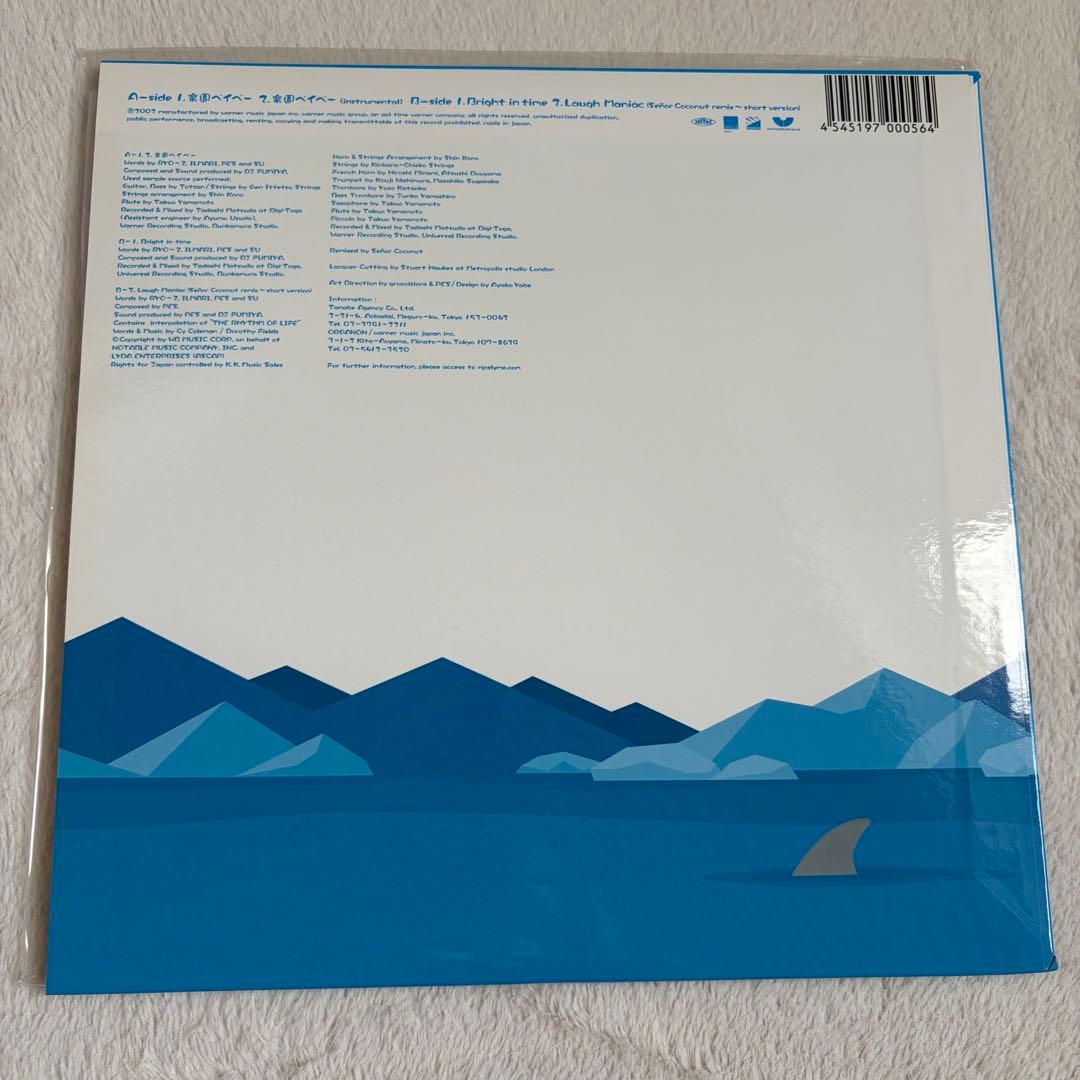 A-side 1.楽園ベイベー 2.楽園ベイベー (instrumental) B-side 1.Bright in time 2.Laugh Maniac (Señor Coconut remix~short version)
℗2002 manufactured by warner music japan inc. warner music group, an aol time warner company. all rights reserved. unauthorized duplication,
public performance, broadcasting, renting, copying and making transmittable of this record prohibited. made in japan.
4 545197 000564
A-1,2. 楽園ベイベー
Words by RYO-Z, ILMARI, PES and SU
Composed and Sound produced by DJ FUMIYA
Used sample source performed;
Guitar, Bass by Totzan/Strings by Gen Ittetsu Strings
Strings arrangement by Shin Kono
Flute by Takuo Yamamoto
Recorded & Mixed by Tadashi Matsuda at Digi-Toga
(Assistant engineer by Ayumu Usuda),
Warner Recording Studio, Bunkamura Studio.
B-1. Bright in time
Words by RYO-Z, ILMARI, PES and SU
Composed and Sound produced by DJ FUMIYA
Recorded & Mixed by Tadashi Matsuda at Digi-Toga,
Universal Recording Studio, Bunkamura Studio.
B-2. Laugh Maniac (Señor Coconut remix~short version)
Words by RYO-Z, ILMARI, PES and SU
Composed by PES.
Sound produced by PES and DJ FUMIYA.
Contains interpolation of "THE RHYTHM OF LIFE"
Words & Music by Cy Coleman / Dorothy Fields
©Copyright by WB MUSIC CORP. on behalf of
NOTABLE MUSIC COMPANY, INC. and
LYDA ENTERPRISES (ASCAP)
Rights for Japan controlled by K.K. Music Sales
Horn & Strings Arrangement by Shin Kono
Strings by Kinbara-Chieko Strings
French Horn by Hiroshi Minami, Atsushi Douyama
Trumpet by Kouji Nishimura, Masahiko Sugasaka
Trombone by Yuzo Kataoka
Bass Trombone by Junko Yamashiro
Saxophone by Takuo Yamamoto
Flute by Takuo Yamamoto
Piccolo by Takuo Yamamoto
Recorded & Mixed by Tadashi Matsuda at Digi-Toga,
Warner Recording Studio, Universal Recording Studio.
Remixed by Señor Coconut
Lacquer Cutting by Stuart Hawkes at Metropolis studio London
Art Direction by groovisions & PES / Design by Ayako Yabe
Information :
Tanabe Agency Co., Ltd.
Aobadai, Meguro-ku, Tokyo
Tel.
ORGANON / warner music japan inc.
Kita-Aoyama, Minato-ku, Tokyo
Tel.
For further information, please access to ripslyme.com